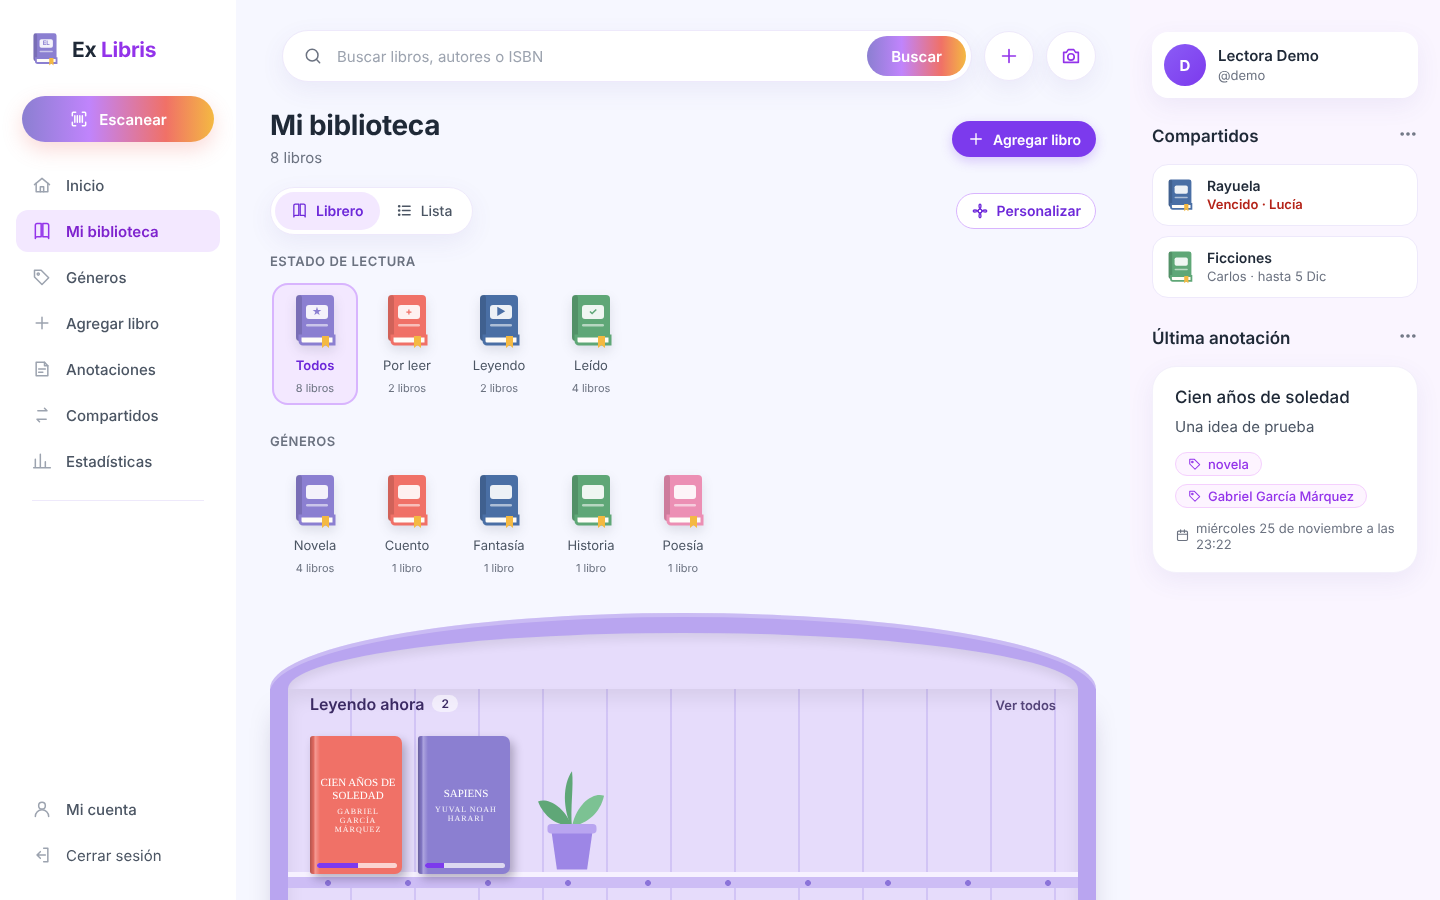 EL
Ex Libris
Escanear
Inicio
Mi biblioteca
Géneros
Agregar libro
Anotaciones
Compartidos
Estadísticas
Mi cuenta
Cerrar sesión
Buscar libros, autores o ISBN
Buscar
Mi biblioteca
8 libros
Agregar libro
Librero
Lista
Personalizar
ESTADO DE LECTURA
Todos
8 libros
Por leer
2 libros
Leyendo
2 libros
Leído
4 libros
GÉNEROS
Novela
4 libros
Cuento
1 libro
Fantasía
1 libro
Historia
1 libro
Poesía
1 libro
Leyendo ahora 2
Ver todos
CIEN AÑOS DE
SOLEDAD
GABRIEL
GARCÍA
MÁRQUEZ
SAPIENS
YUVAL NOAH
HARARI
D
Lectora Demo
@demo
Compartidos
Rayuela
Vencido · Lucía
Ficciones
Carlos · hasta 5 Dic
Última anotación
Cien años de soledad
Una idea de prueba
novela
Gabriel García Márquez
miércoles 25 de noviembre a las
23:22